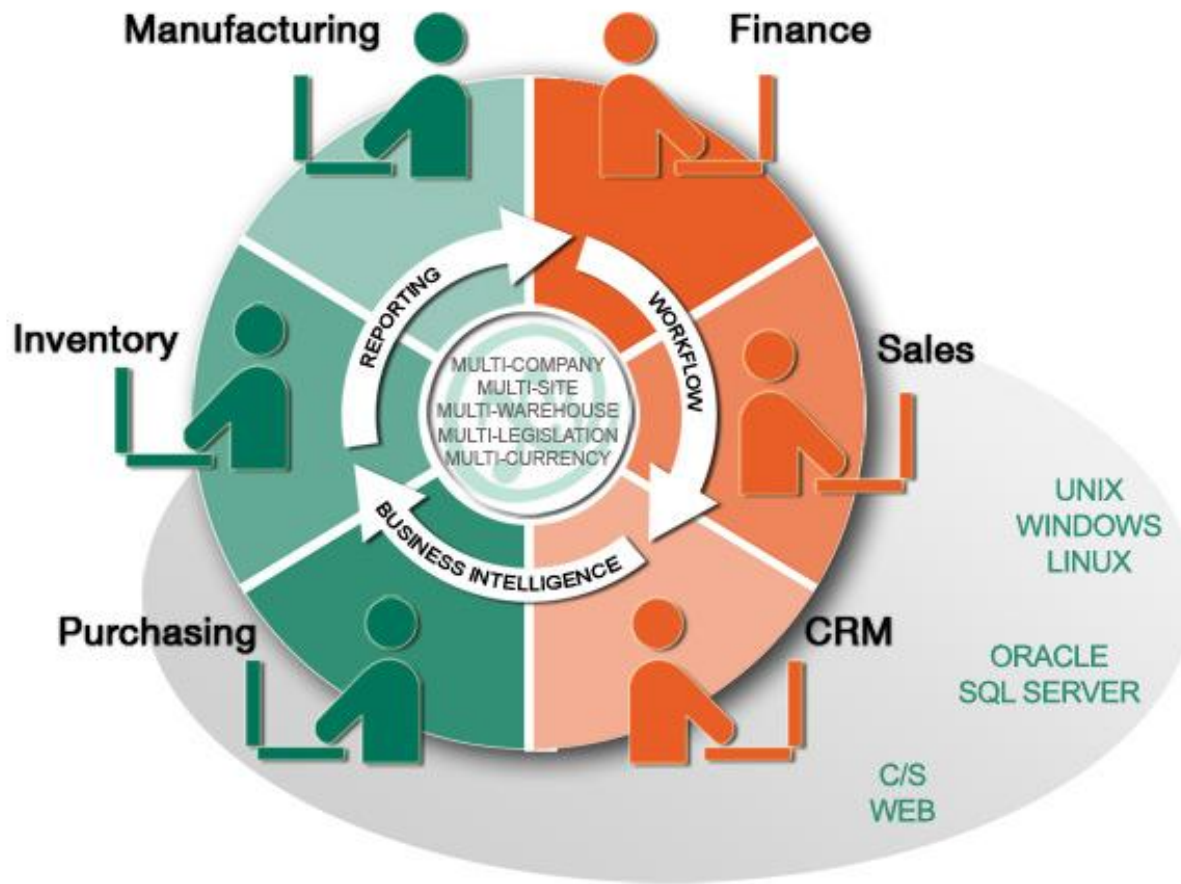 Manufacturing
Finance
Inventory
Sales
Purchasing
CRM
REPORTING
WORKFLOW
BUSINESS INTELLIGENCE
MULTI-COMPANY
MULTI-SITE
MULTI-WAREHOUSE
MULTI-LEGISLATION
MULTI-CURRENCY
UNIX
WINDOWS
LINUX
ORACLE
SQL SERVER
C/S
WEB